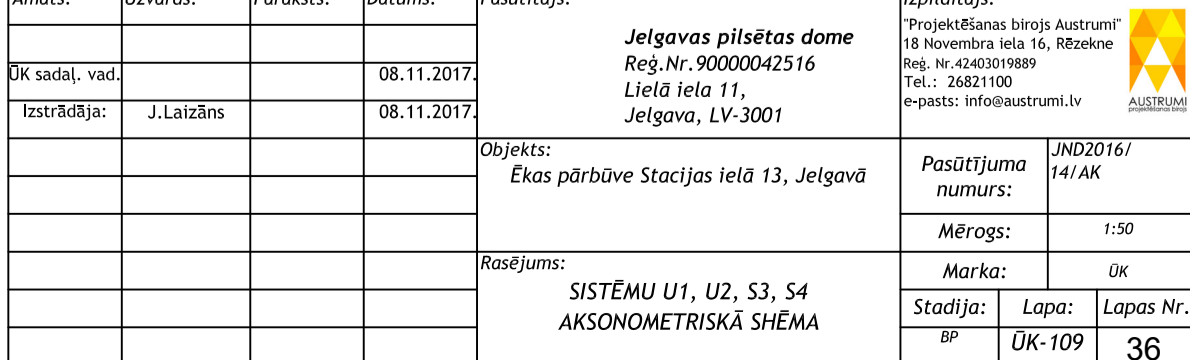 Amats: Uzvārds: Paraksts: Datums: Pasūtītājs: Izpildītājs:
Jelgavas pilsētas dome
Reģ.Nr.90000042516
Lielā iela 11,
Jelgava, LV-3001
"Projektēšanas birojs Austrumi"
18 Novembra iela 16, Rēzekne
Reģ. Nr.42403019889
Tel.: 26821100
e-pasts: info@austrumi.lv
AUSTRUMI
projektēšanas birojs
ŪK sadaļ. vad. 08.11.2017.
Izstrādāja: J.Laizāns 08.11.2017.
Objekts:
Ēkas pārbūve Stacijas ielā 13, Jelgavā
Pasūtījuma
numurs:
JND2016/
14/AK
Mērogs: 1:50
Rasējums:
SISTĒMU U1, U2, S3, S4
AKSONOMETRISKĀ SHĒMA
Marka: ŪK
Stadija: Lapa: Lapas Nr.
BP ŪK-109 36